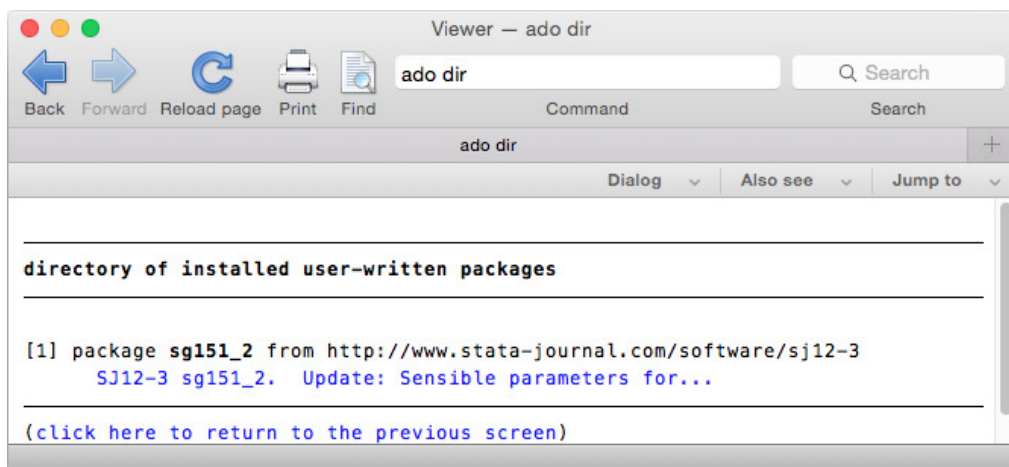 Viewer — ado dir
ado dir
Search
Back Forward Reload page Print Find Command Search
ado dir
Dialog Also see Jump to
directory of installed user-written packages
[1] package sg151_2 from http://www.stata-journal.com/software/sj12-3
SJ12-3 sg151_2. Update: Sensible parameters for...
(click here to return to the previous screen)